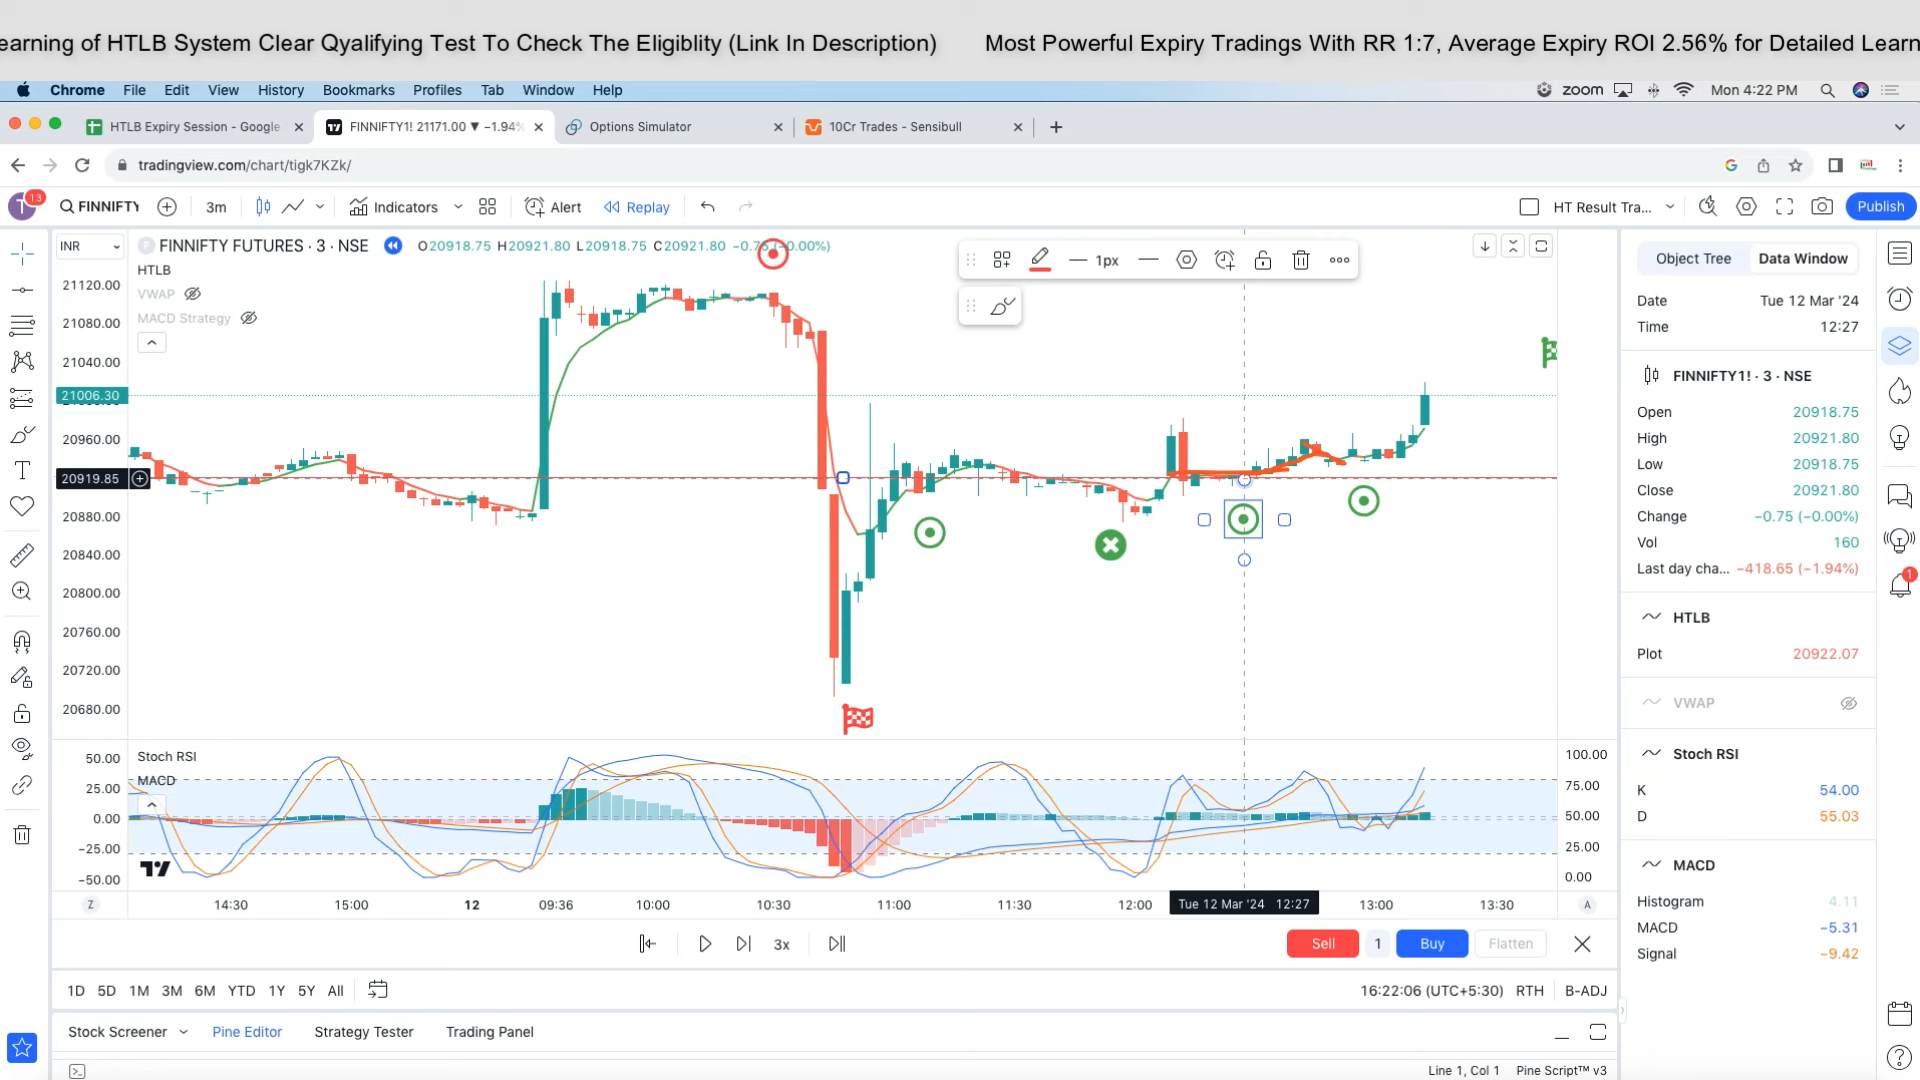 earning of HTLB System Clear Qyalifying Test To Check The Eligiblity (Link In Description)
Most Powerful Expiry Tradings With RR 1:7, Average Expiry ROI 2.56% for Detailed Learn
Chrome File Edit View History Bookmarks Profiles Tab Window Help
zoom Mon 4:22 PM
HTLB Expiry Session - Google
FINNIFTY1! 21171.00 ▼ −1.94%
Options Simulator
10Cr Trades - Sensibull
tradingview.com/chart/tigk7KZk/
T 13 FINNIFTY 3m Indicators Alert Replay HT Result Tra... Publish
INR FINNIFTY FUTURES · 3 · NSE O20918.75 H20921.80 L20918.75 C20921.80 −0.75 (−0.00%)
HTLB
VWAP
MACD Strategy
1px
21120.00
21080.00
21040.00
21006.30
20960.00
20919.85
20880.00
20840.00
20800.00
20760.00
20720.00
20680.00
Stoch RSI
MACD
50.00
25.00
0.00
−25.00
−50.00
100.00
75.00
50.00
25.00
0.00
Z 14:30 15:00 12 09:36 10:00 10:30 11:00 11:30 12:00 Tue 12 Mar '24 12:27 13:00 13:30 A
3x Sell 1 Buy Flatten
1D 5D 1M 3M 6M YTD 1Y 5Y All 16:22:06 (UTC+5:30) RTH B-ADJ
Stock Screener Pine Editor Strategy Tester Trading Panel
Line 1, Col 1 Pine Script™ v3
Object Tree Data Window
Date Tue 12 Mar '24
Time 12:27
FINNIFTY1! · 3 · NSE
Open 20918.75
High 20921.80
Low 20918.75
Close 20921.80
Change −0.75 (−0.00%)
Vol 160
Last day cha... −418.65 (−1.94%)
HTLB
Plot 20922.07
VWAP
Stoch RSI
K 54.00
D 55.03
MACD
Histogram 4.11
MACD −5.31
Signal −9.42
1